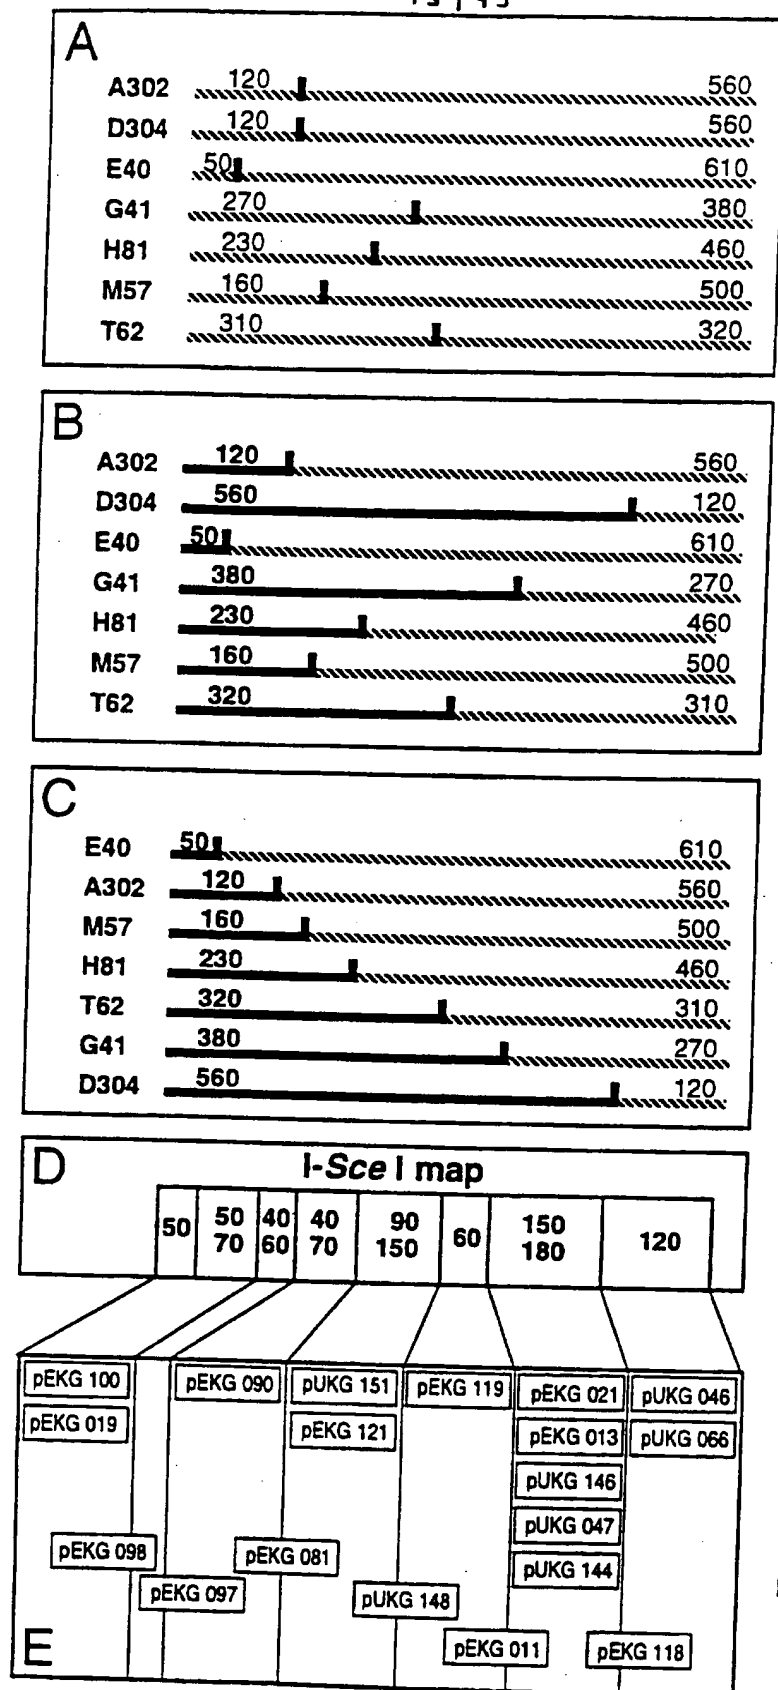 A
A302 120 560
D304 120 560
E40 50 610
G41 270 380
H81 230 460
M57 160 500
T62 310 320
B
A302 120 560
D304 560 120
E40 50 610
G41 380 270
H81 230 460
M57 160 500
T62 320 310
C
E40 50 610
A302 120 560
M57 160 500
H81 230 460
T62 320 310
G41 380 270
D304 560 120
D
I-Sce I map
50 40 40 90 150
50 60 120
70 60 70 150 180
pEKG 100 pEKG 090 pUKG 151 pEKG 119 pEKG 021 pUKG 046
pEKG 019 pEKG 121 pEKG 013 pUKG 066
pUKG 146
pUKG 047
pEKG 098 pEKG 081 pUKG 144
pEKG 097 pUKG 148
pEKG 011 pEKG 118
E